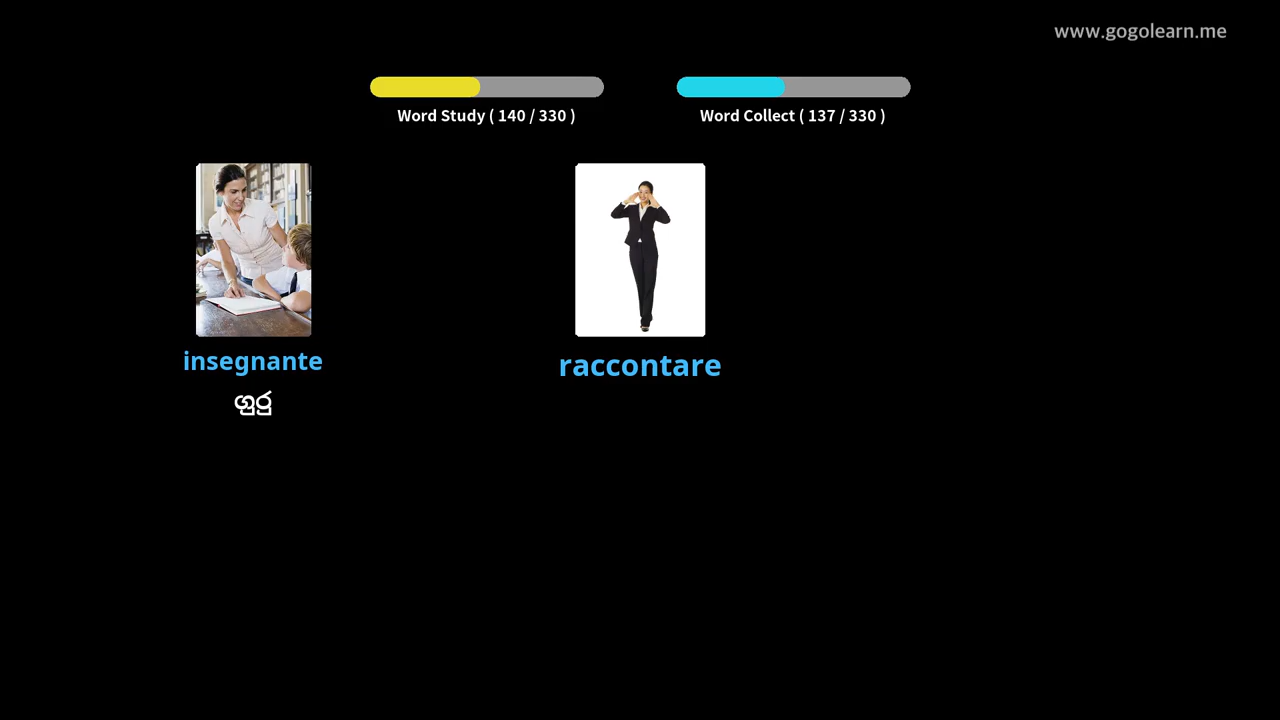 www.gogolearn.me
Word Study ( 140 / 330 )
Word Collect ( 137 / 330 )
insegnante
ගුරු
raccontare